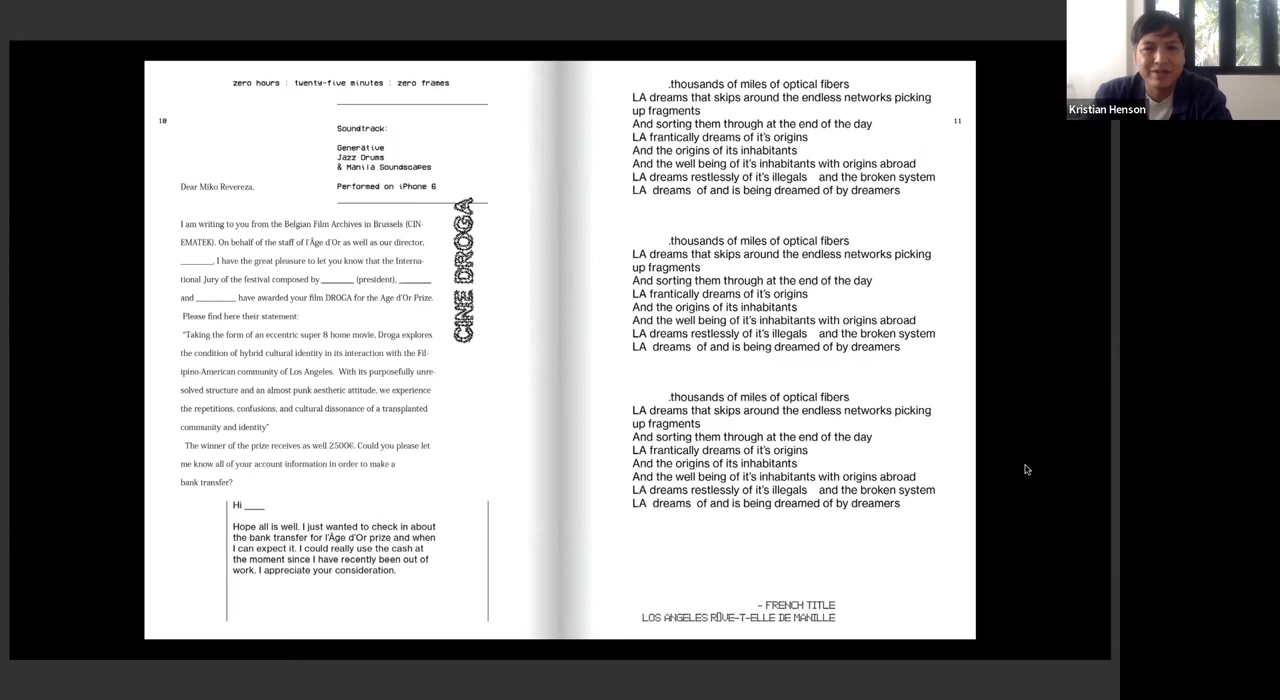 zero hours : twenty-five minutes : zero frames
10
Soundtrack:
Generative
Jazz Drums
& Manila Soundscapes
Performed on iPhone 6
Dear Miko Revereza,
I am writing to you from the Belgian Film Archives in Brussels (CIN-
EMATEK). On behalf of the staff of l'Âge d'Or as well as our director,
_______, I have the great pleasure to let you know that the Interna-
tional Jury of the festival composed by _______ (president), _______
and _________ have awarded your film DROGA for the Age d'Or Prize.
Please find here their statement:
"Taking the form of an eccentric super 8 home movie, Droga explores
the condition of hybrid cultural identity in its interaction with the Fil-
ipino-American community of Los Angeles. With its purposefully unre-
solved structure and an almost punk aesthetic attitude, we experience
the repetitions, confusions, and cultural dissonance of a transplanted
community and identity"
The winner of the prize receives as well 2500€. Could you please let
me know all of your account information in order to make a
bank transfer?
CINE DROGA
Hi ____
Hope all is well. I just wanted to check in about
the bank transfer for l'Âge d'Or prize and when
I can expect it. I could really use the cash at
the moment since I have recently been out of
work. I appreciate your consideration.
11
.thousands of miles of optical fibers
LA dreams that skips around the endless networks picking
up fragments
And sorting them through at the end of the day
LA frantically dreams of it's origins
And the origins of its inhabitants
And the well being of it's inhabitants with origins abroad
LA dreams restlessly of it's illegals and the broken system
LA dreams of and is being dreamed of by dreamers
.thousands of miles of optical fibers
LA dreams that skips around the endless networks picking
up fragments
And sorting them through at the end of the day
LA frantically dreams of it's origins
And the origins of its inhabitants
And the well being of it's inhabitants with origins abroad
LA dreams restlessly of it's illegals and the broken system
LA dreams of and is being dreamed of by dreamers
.thousands of miles of optical fibers
LA dreams that skips around the endless networks picking
up fragments
And sorting them through at the end of the day
LA frantically dreams of it's origins
And the origins of its inhabitants
And the well being of it's inhabitants with origins abroad
LA dreams restlessly of it's illegals and the broken system
LA dreams of and is being dreamed of by dreamers
– FRENCH TITLE
LOS ANGELES R▯VE-T-ELLE DE MANILLE
Kristian Henson